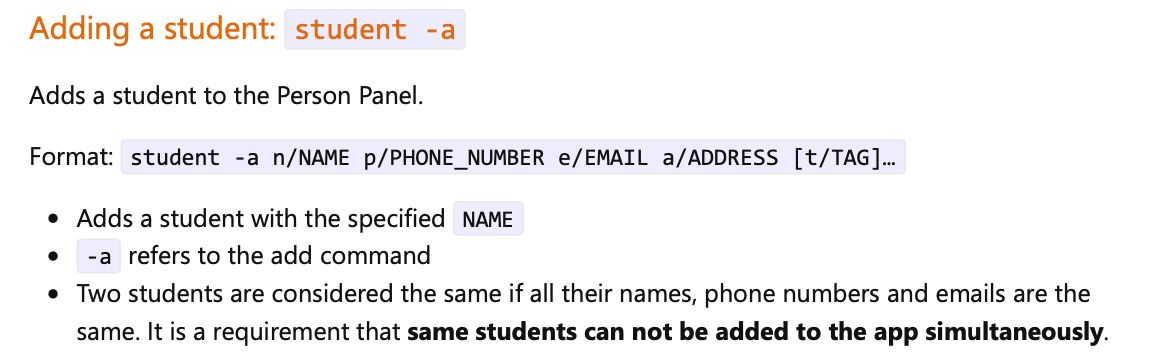 Adding a student: student -a
Adds a student to the Person Panel.
Format: student -a n/NAME p/PHONE_NUMBER e/EMAIL a/ADDRESS [t/TAG]…
• Adds a student with the specified NAME
• -a refers to the add command
• Two students are considered the same if all their names, phone numbers and emails are the
same. It is a requirement that same students can not be added to the app simultaneously.